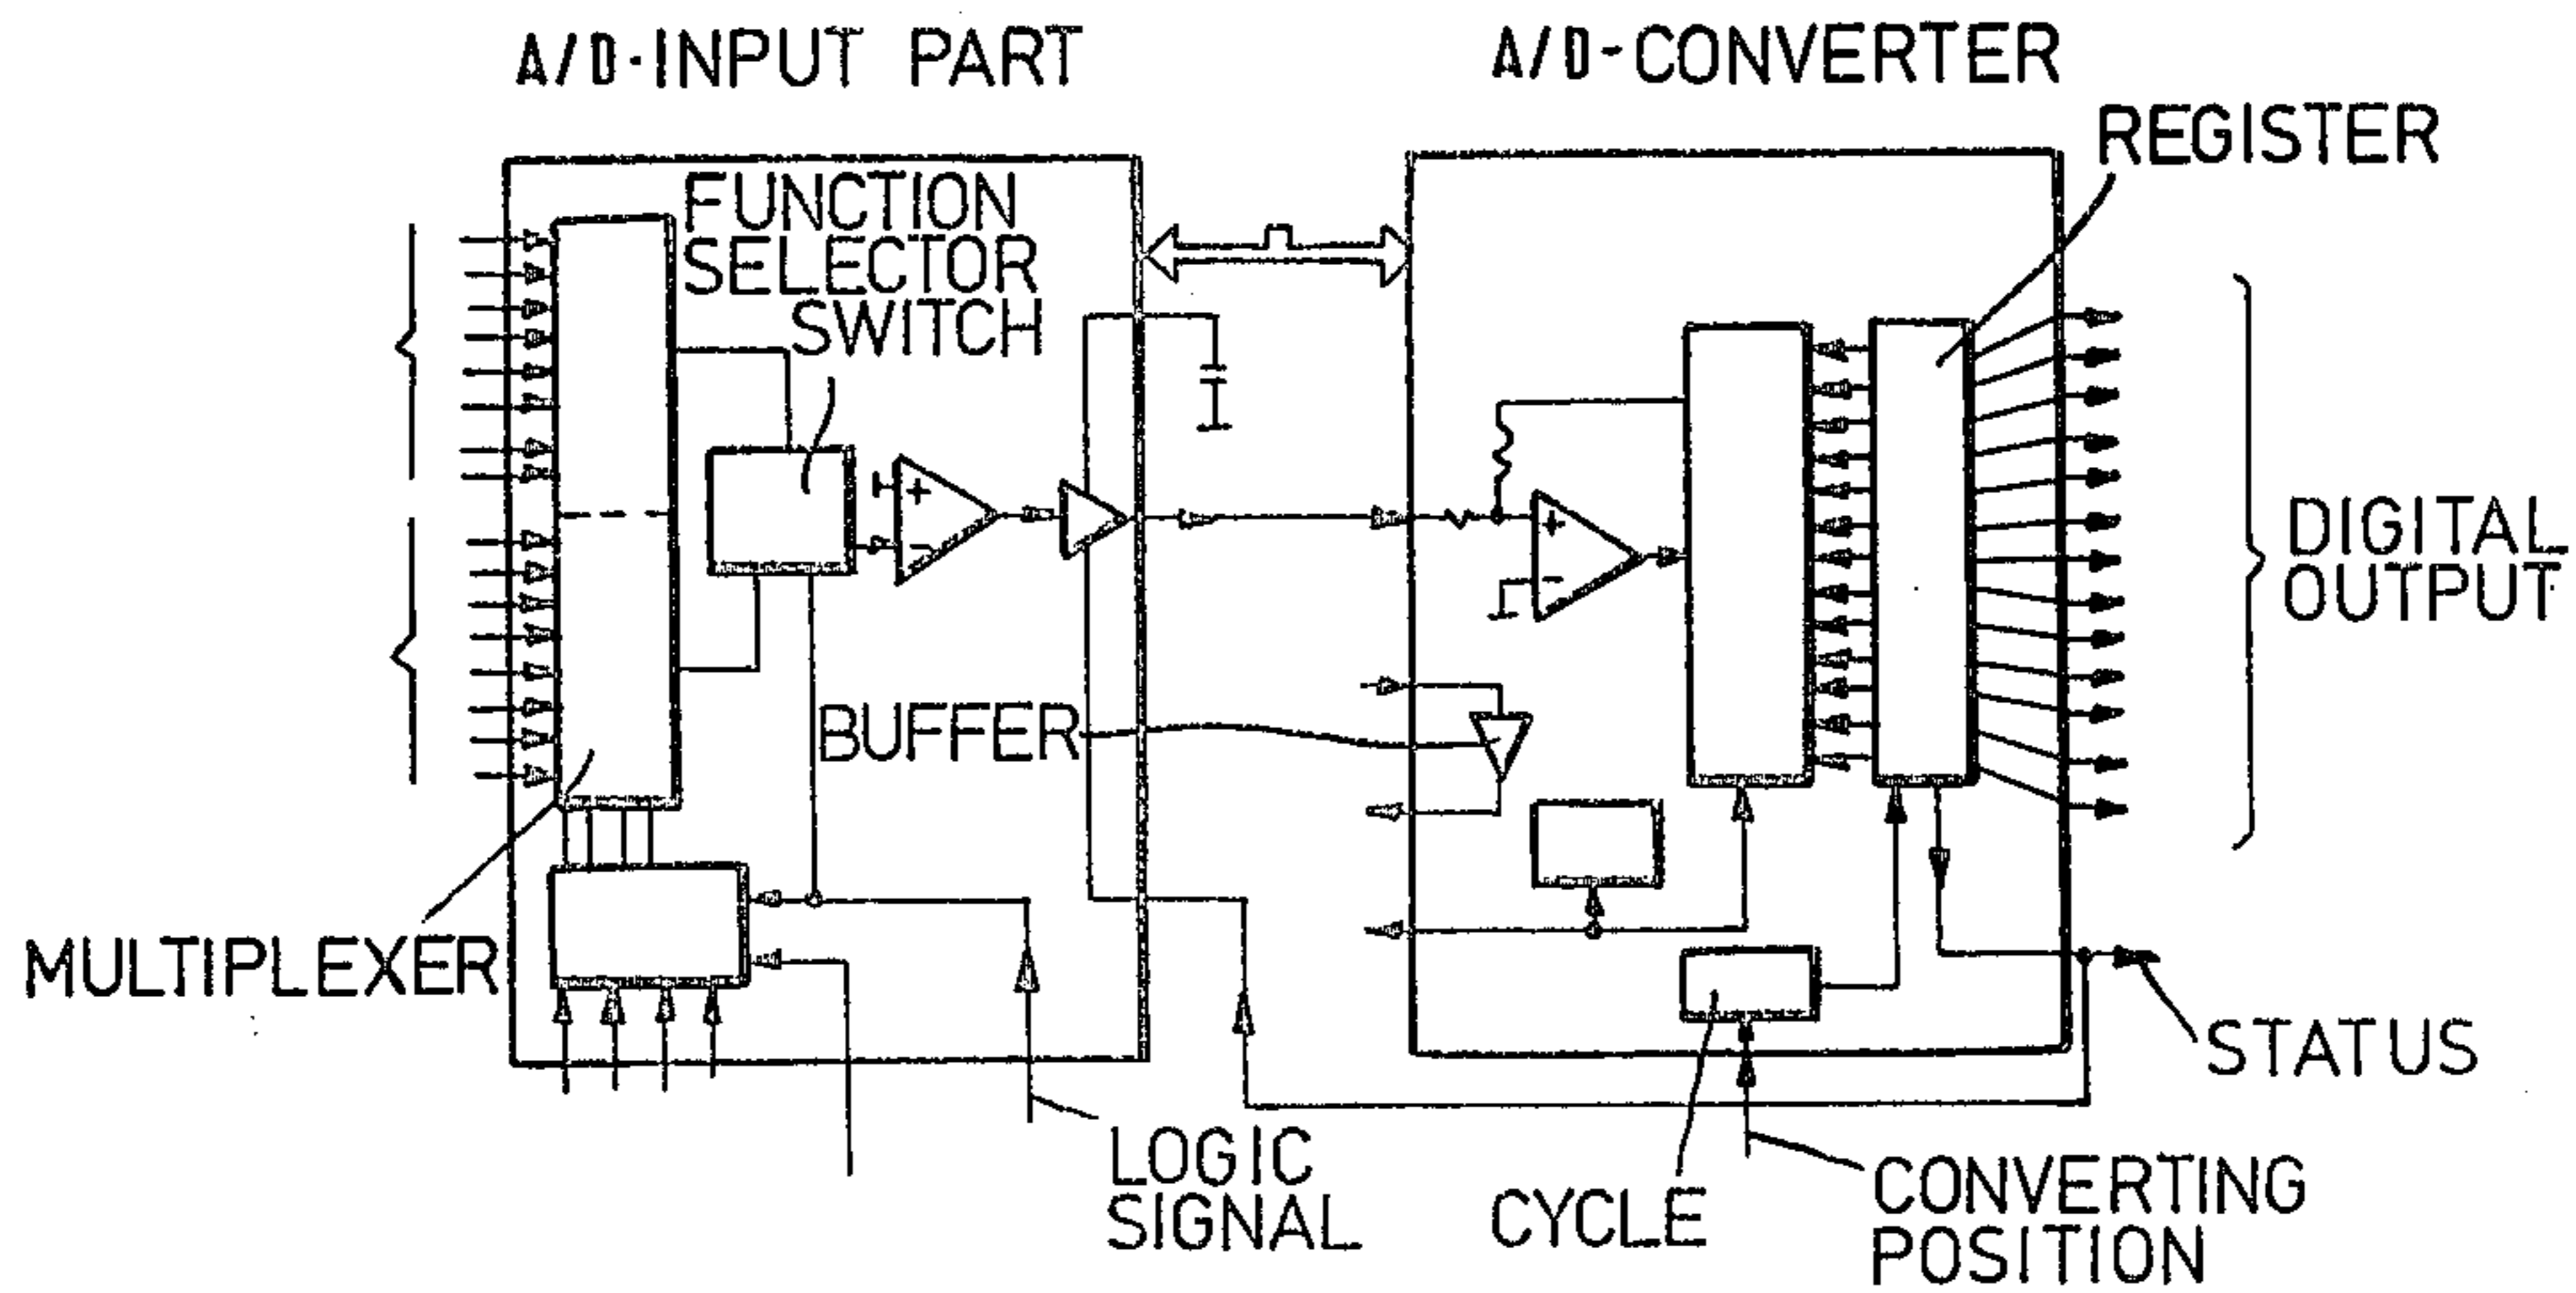 A/D-INPUT PART
A/D-CONVERTER
REGISTER
FUNCTION
SELECTOR
SWITCH
+
-
+
-
DIGITAL
OUTPUT
BUFFER
MULTIPLEXER
STATUS
LOGIC
SIGNAL
CYCLE
CONVERTING
POSITION